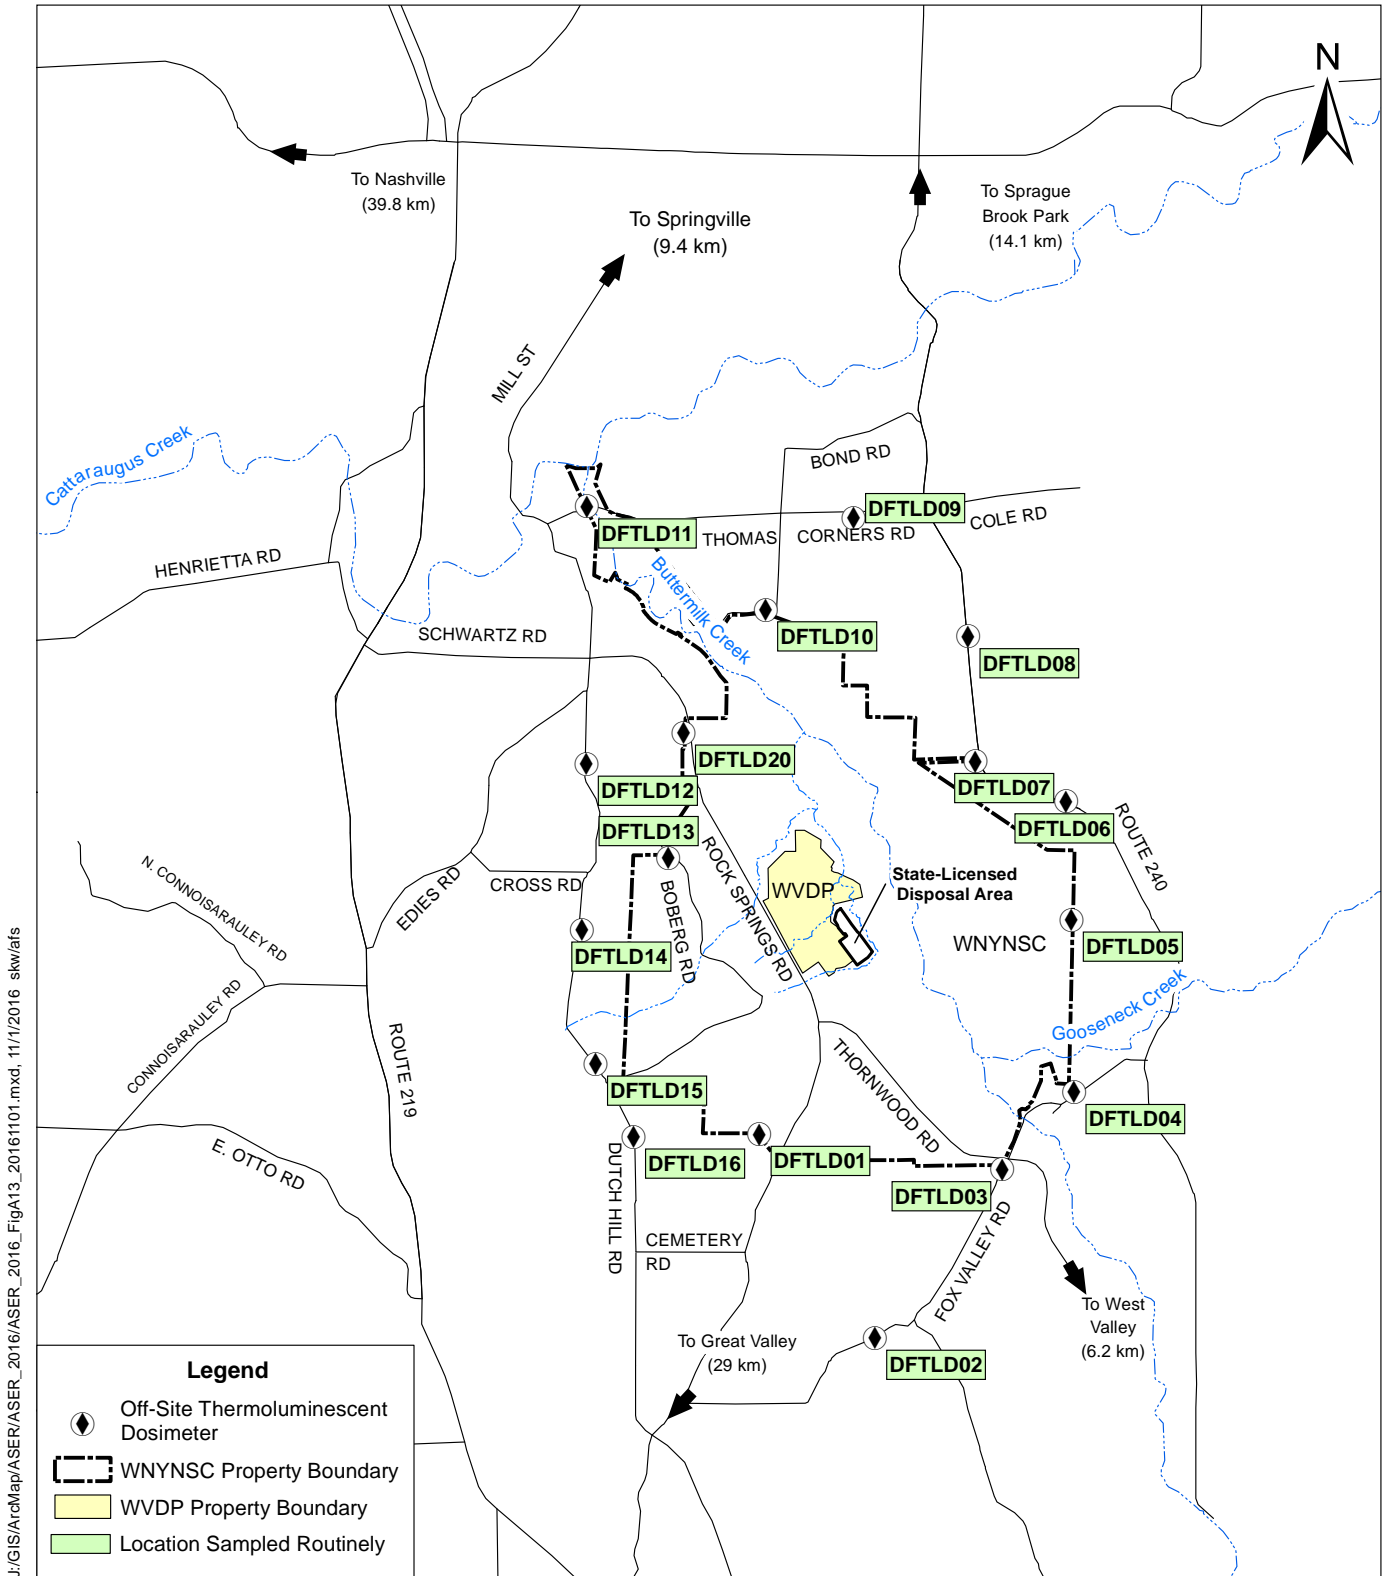 N
To Nashville
(39.8 km)
To Springville
(9.4 km)
To Sprague
Brook Park
(14.1 km)
MILL ST
Cattaraugus Creek
BOND RD
DFTLD09
COLE RD
DFTLD11
THOMAS CORNERS RD
HENRIETTA RD
Buttermilk Creek
SCHWARTZ RD
DFTLD10
DFTLD08
DFTLD20
DFTLD12
DFTLD07
DFTLD13
DFTLD06
ROUTE 240
ROCK SPRINGS RD
N. CONNOISARAULEY RD
EDIES RD
CROSS RD
BOBERG RD
WVDP
State-Licensed
Disposal Area
WNYNSC
DFTLD05
DFTLD14
CONNOISARAULEY RD
Gooseneck Creek
ROUTE 219
THORNWOOD RD
DFTLD15
DFTLD04
E. OTTO RD
DUTCH HILL RD
DFTLD16
DFTLD01
DFTLD03
CEMETERY
RD
FOX VALLEY RD
To West
Valley
(6.2 km)
To Great Valley
(29 km)
DFTLD02
Legend
Off-Site Thermoluminescent
Dosimeter
WNYNSC Property Boundary
WVDP Property Boundary
Location Sampled Routinely
J:/GIS/ArcMap/ASER/ASER_2016/ASER_2016_FigA13_20161101.mxd, 11/1/2016 skw/afs